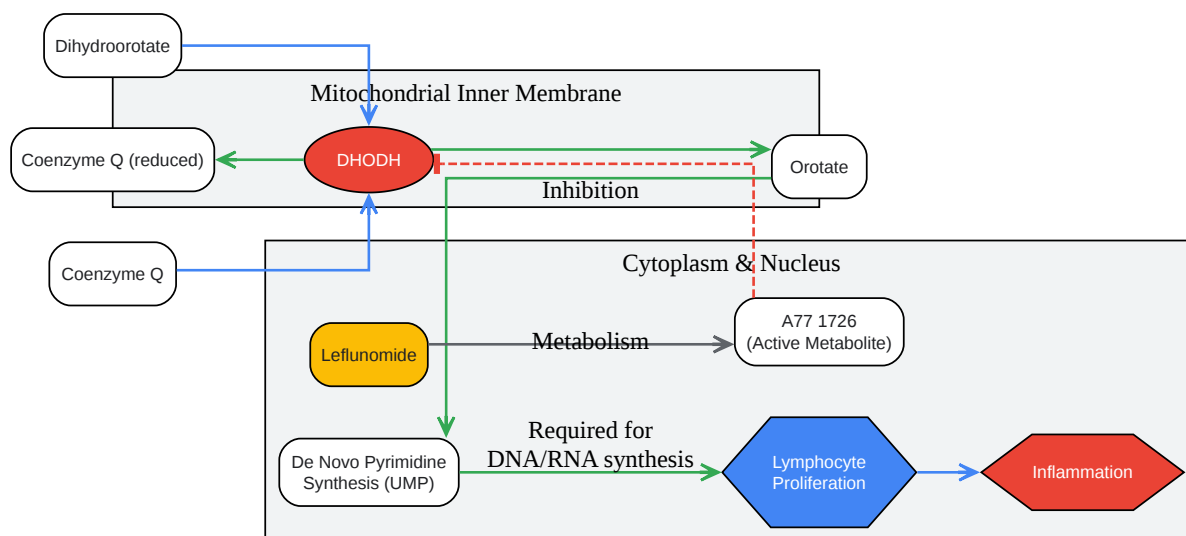 Dihydroorotate
Mitochondrial Inner Membrane
Coenzyme Q (reduced)
DHODH
Orotate
Inhibition
Coenzyme Q
Cytoplasm & Nucleus
A77 1726
(Active Metabolite)
Leflunomide
Metabolism
Required for
DNA/RNA synthesis
De Novo Pyrimidine
Synthesis (UMP)
Lymphocyte
Proliferation
Inflammation